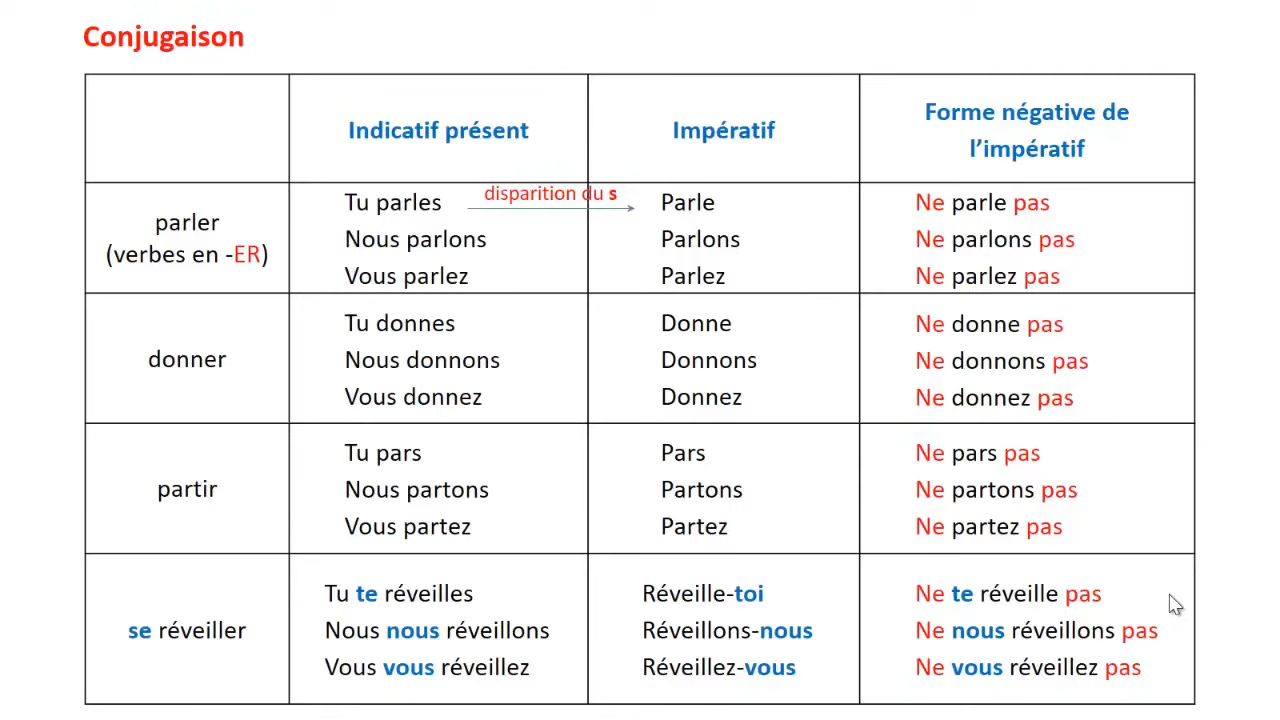 Conjugaison
Indicatif présent
Impératif
Forme négative de
l’impératif
parler
(verbes en -ER)
Tu parles
disparition du s
Nous parlons
Vous parlez
Parle
Parlons
Parlez
Ne parle pas
Ne parlons pas
Ne parlez pas
donner
Tu donnes
Nous donnons
Vous donnez
Donne
Donnons
Donnez
Ne donne pas
Ne donnons pas
Ne donnez pas
partir
Tu pars
Nous partons
Vous partez
Pars
Partons
Partez
Ne pars pas
Ne partons pas
Ne partez pas
se réveiller
Tu te réveilles
Nous nous réveillons
Vous vous réveillez
Réveille-toi
Réveillons-nous
Réveillez-vous
Ne te réveille pas
Ne nous réveillons pas
Ne vous réveillez pas